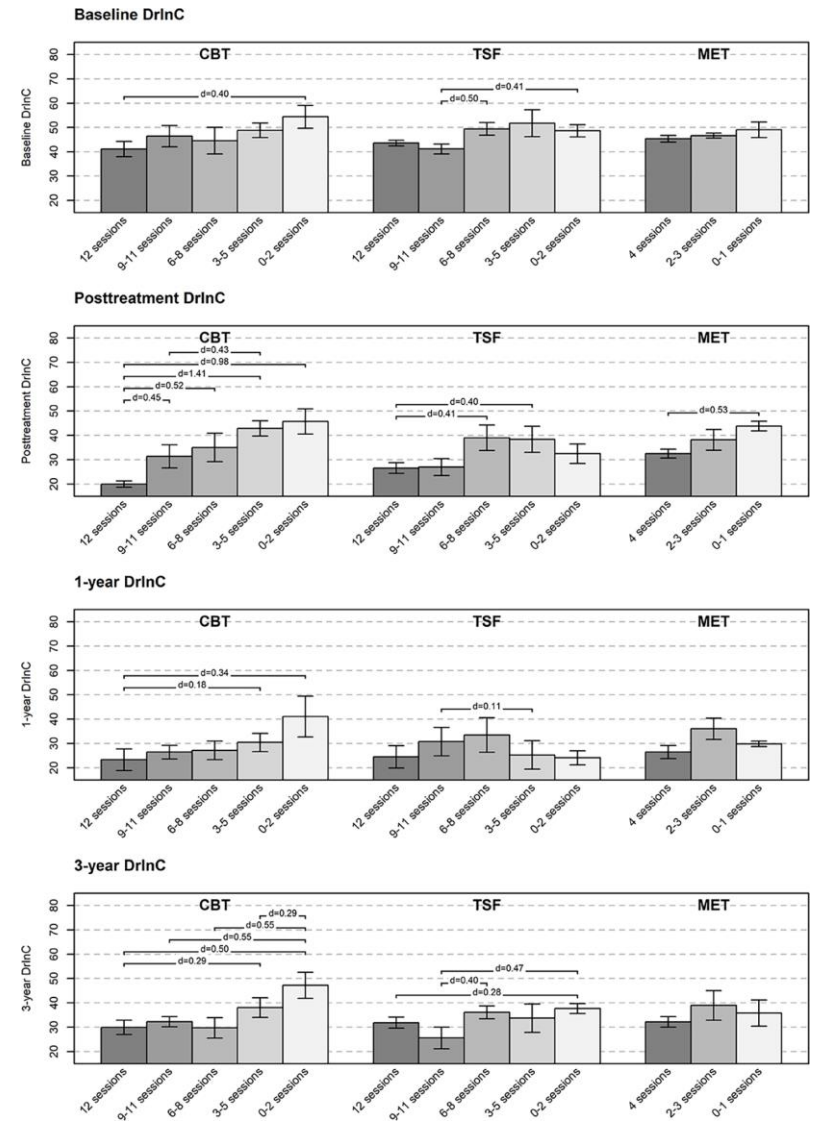 Baseline DrInC
CBT TSF MET
Baseline DrInC
80
70
60
50
40
30
20
d=0.40
d=0.41
d=0.50
12 sessions
9-11 sessions
6-8 sessions
3-5 sessions
0-2 sessions
12 sessions
9-11 sessions
6-8 sessions
3-5 sessions
0-2 sessions
4 sessions
2-3 sessions
0-1 sessions
Posttreatment DrInC
CBT TSF MET
Posttreatment DrInC
80
70
60
50
40
30
20
d=0.43
d=0.98
d=1.41
d=0.52
d=0.45
d=0.40
d=0.41
d=0.53
12 sessions
9-11 sessions
6-8 sessions
3-5 sessions
0-2 sessions
12 sessions
9-11 sessions
6-8 sessions
3-5 sessions
0-2 sessions
4 sessions
2-3 sessions
0-1 sessions
1-year DrInC
CBT TSF MET
1-year DrInC
80
70
60
50
40
30
20
d=0.34
d=0.18
d=0.11
12 sessions
9-11 sessions
6-8 sessions
3-5 sessions
0-2 sessions
12 sessions
9-11 sessions
6-8 sessions
3-5 sessions
0-2 sessions
4 sessions
2-3 sessions
0-1 sessions
3-year DrInC
CBT TSF MET
3-year DrInC
80
70
60
50
40
30
20
d=0.29
d=0.55
d=0.55
d=0.50
d=0.29
d=0.47
d=0.40
d=0.28
12 sessions
9-11 sessions
6-8 sessions
3-5 sessions
0-2 sessions
12 sessions
9-11 sessions
6-8 sessions
3-5 sessions
0-2 sessions
4 sessions
2-3 sessions
0-1 sessions